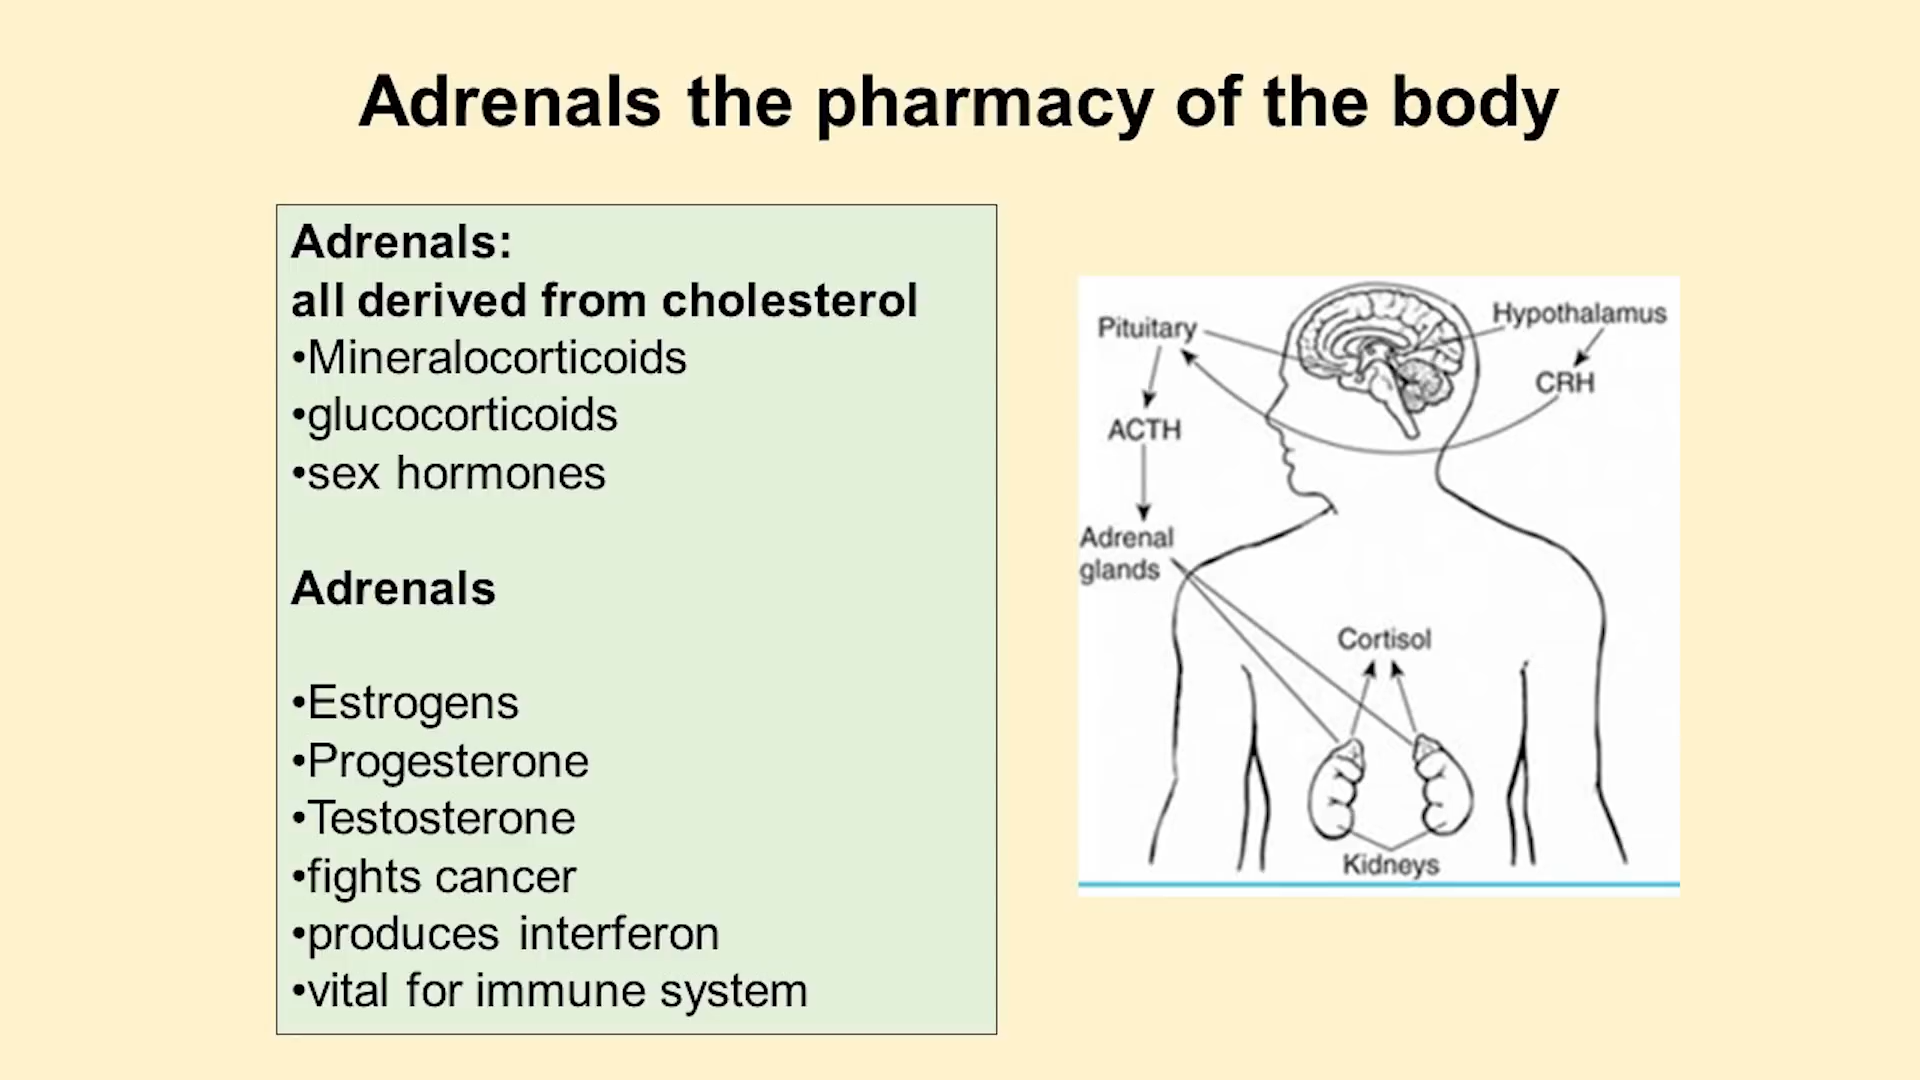 Adrenals the pharmacy of the body
Adrenals:
all derived from cholesterol
•Mineralocorticoids
•glucocorticoids
•sex hormones
Adrenals
•Estrogens
•Progesterone
•Testosterone
•fights cancer
•produces interferon
•vital for immune system
Pituitary
Hypothalamus
CRH
ACTH
Adrenal
glands
Cortisol
Kidneys